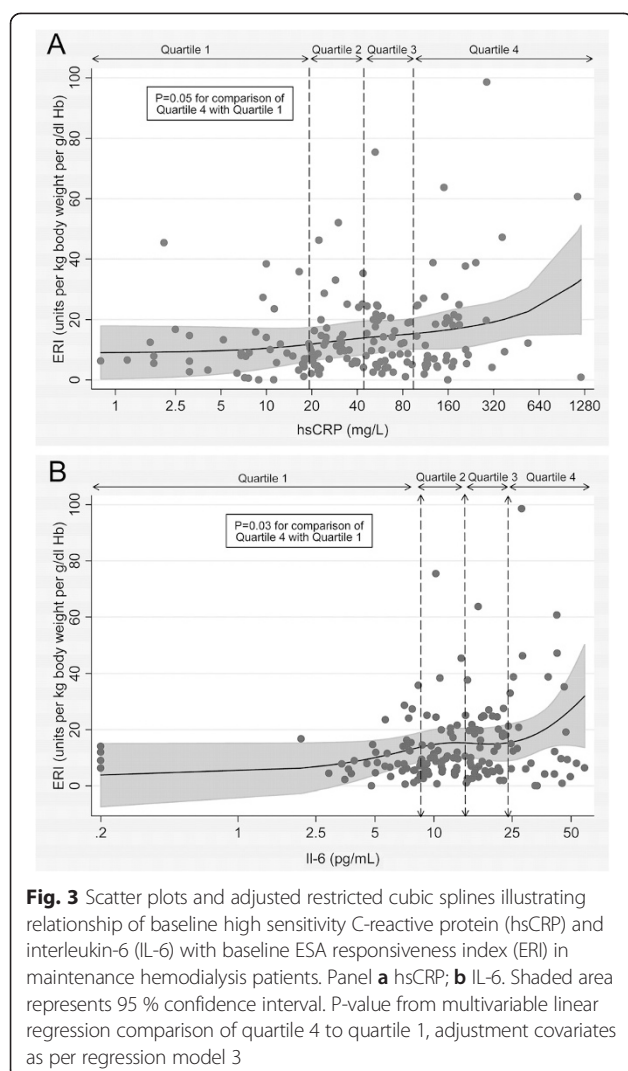 A
Quartile 1 Quartile 2 Quartile 3 Quartile 4
P=0.05 for comparison of
Quartile 4 with Quartile 1
ERI (units per kg body weight per g/dl Hb)
100
80
60
40
20
0
1 2.5 5 10 20 40 80 160 320 640 1280
hsCRP (mg/L)
B
Quartile 1 Quartile 2 Quartile 3 Quartile 4
P=0.03 for comparison of
Quartile 4 with Quartile 1
ERI (units per kg body weight per g/dl Hb)
100
80
60
40
20
0
.2 1 2.5 5 10 25 50
Il-6 (pg/mL)
Fig. 3 Scatter plots and adjusted restricted cubic splines illustrating
relationship of baseline high sensitivity C-reactive protein (hsCRP) and
interleukin-6 (IL-6) with baseline ESA responsiveness index (ERI) in
maintenance hemodialysis patients. Panel a hsCRP; b IL-6. Shaded area
represents 95 % confidence interval. P-value from multivariable linear
regression comparison of quartile 4 to quartile 1, adjustment covariates
as per regression model 3